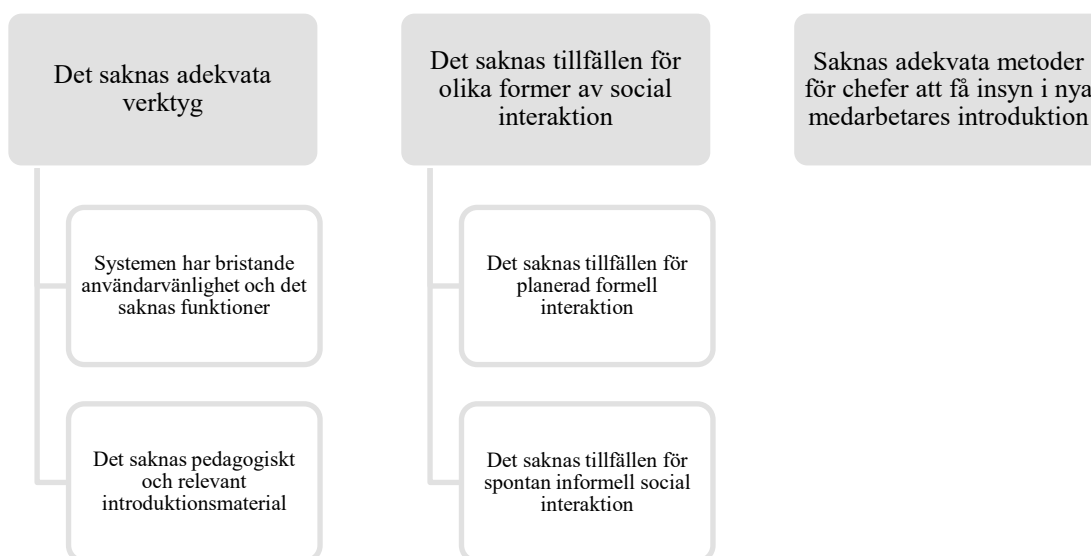 Det saknas adekvata
verktyg
Systemen har bristande
användarvänlighet och det
saknas funktioner
Det saknas pedagogiskt
och relevant
introduktionsmaterial
Det saknas tillfällen för
olika former av social
interaktion
Det saknas tillfällen för
planerad formell
interaktion
Det saknas tillfällen för
spontan informell social
interaktion
Saknas adekvata metoder
för chefer att få insyn i nya
medarbetares introduktion